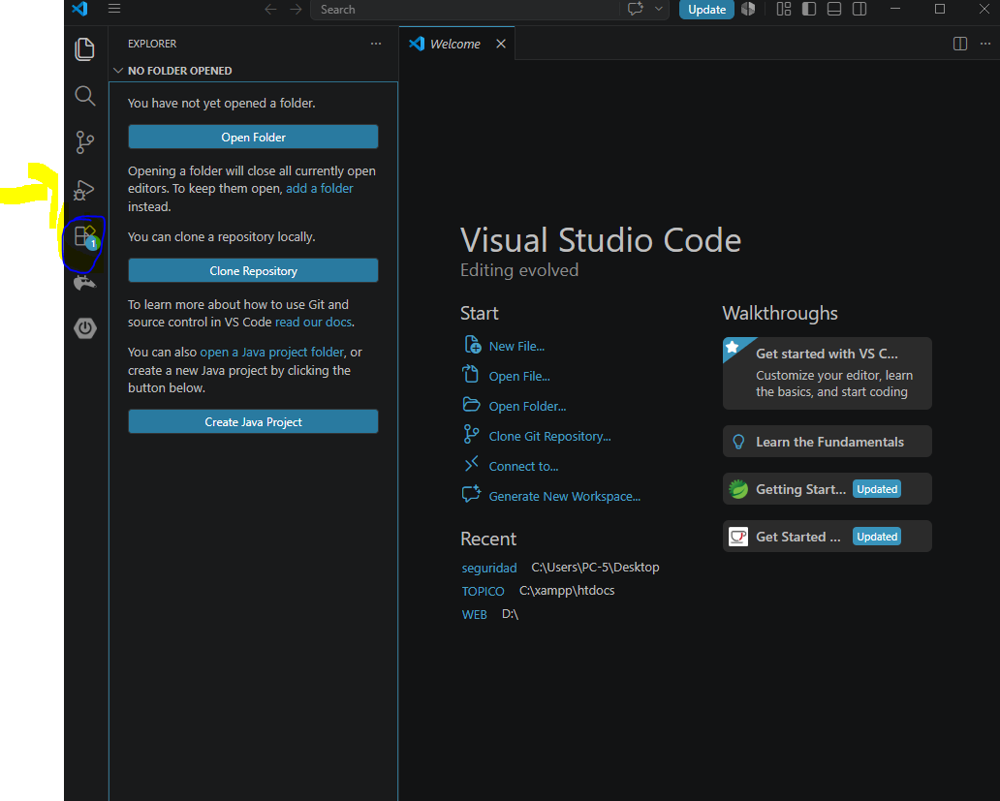 Search
Update
EXPLORER
Welcome
NO FOLDER OPENED
You have not yet opened a folder.
Open Folder
Opening a folder will close all currently open
editors. To keep them open, add a folder
instead.
You can clone a repository locally.
Clone Repository
To learn more about how to use Git and
source control in VS Code read our docs.
You can also open a Java project folder, or
create a new Java project by clicking the
button below.
Create Java Project
1
Visual Studio Code
Editing evolved
Start
New File...
Open File...
Open Folder...
Clone Git Repository...
Connect to...
Generate New Workspace...
Recent
seguridad C:\Users\PC-5\Desktop
TOPICO C:\xampp\htdocs
WEB D:\
Walkthroughs
Get started with VS C...
Customize your editor, learn
the basics, and start coding
Learn the Fundamentals
Getting Start... Updated
Get Started ... Updated